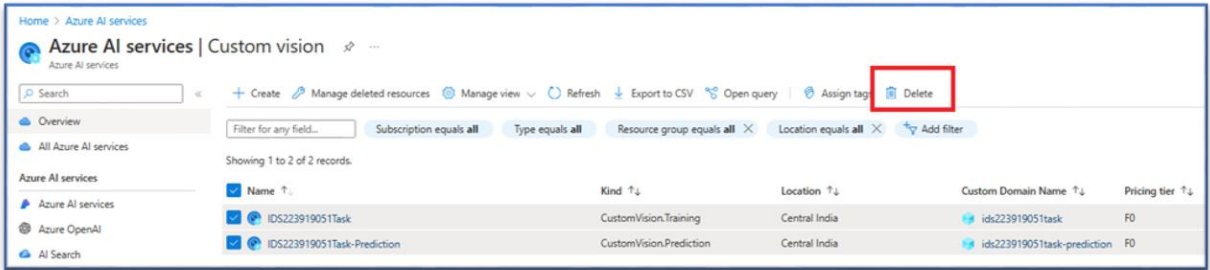 Home > Azure AI services
Azure AI services | Custom vision
Azure AI services
Search
Create Manage deleted resources Manage view Refresh Export to CSV Open query Assign tags Delete
Overview
Filter for any field... Subscription equals all Type equals all Resource group equals all Location equals all Add filter
All Azure AI services
Showing 1 to 2 of 2 records.
Azure AI services
Name Kind Location Custom Domain Name Pricing tier
Azure AI services
IDS223919051Task CustomVision.Training Central India ids223919051task F0
Azure OpenAI
IDS223919051Task-Prediction CustomVision.Prediction Central India ids223919051task-prediction F0
AI Search